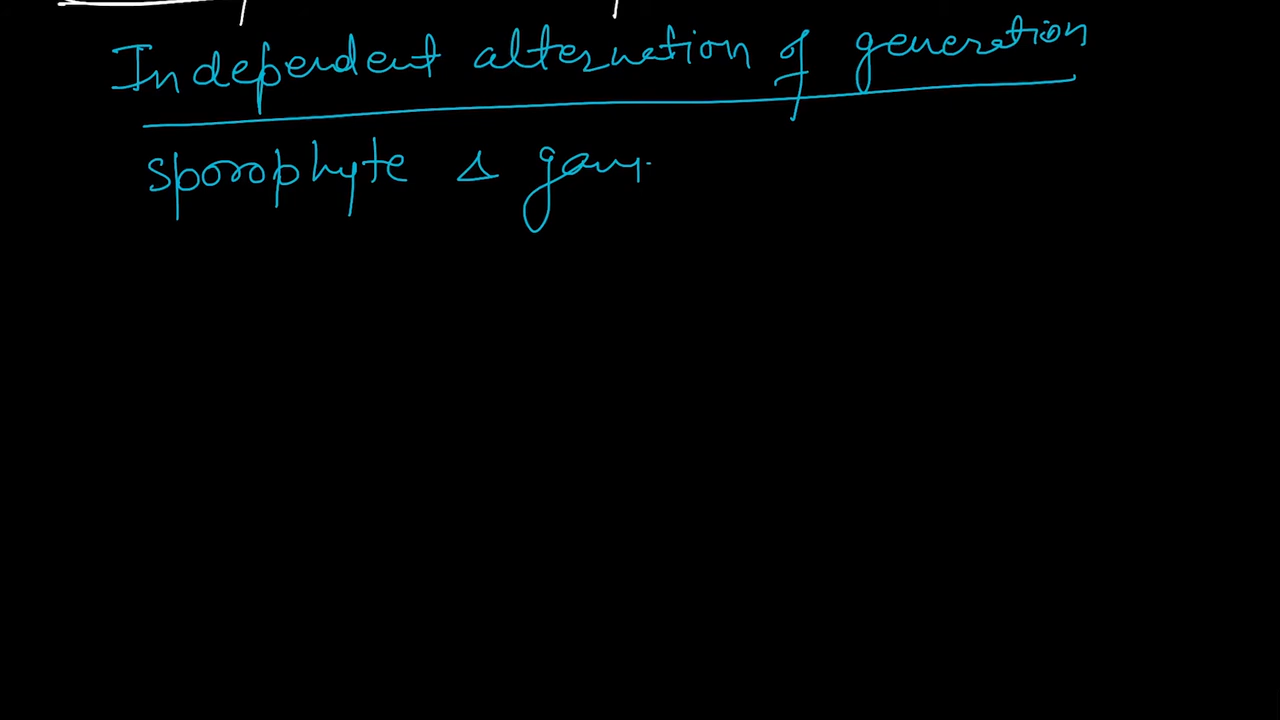 Independent alternation of generation
sporophyte & gam